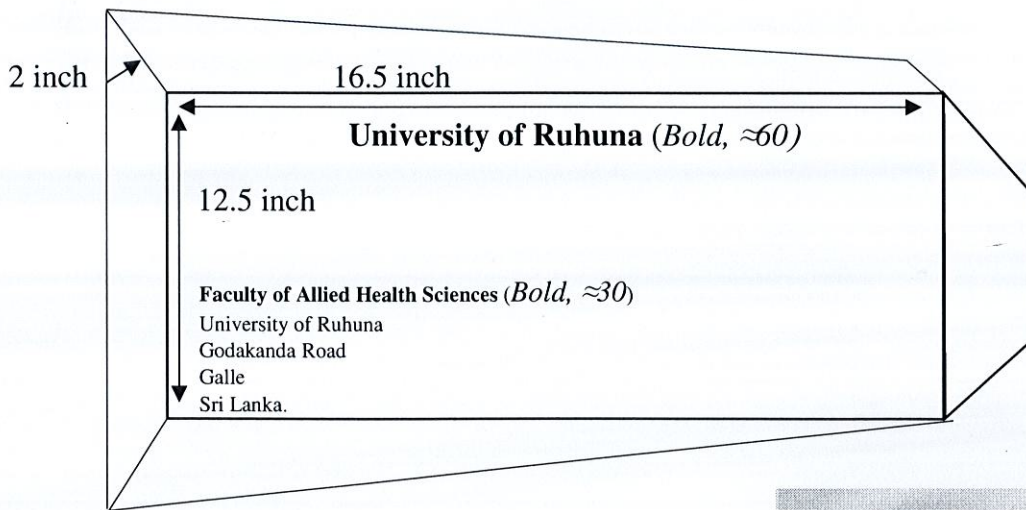 2 inch
16.5 inch
University of Ruhuna (Bold, ≈60)
12.5 inch
Faculty of Allied Health Sciences (Bold, ≈30)
University of Ruhuna
Godakanda Road
Galle
Sri Lanka.